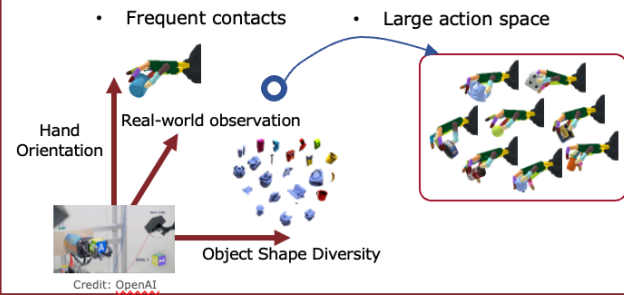 • Frequent contacts
• Large action space
Hand
Orientation
Real-world observation
Object Shape Diversity
Credit: OpenAI